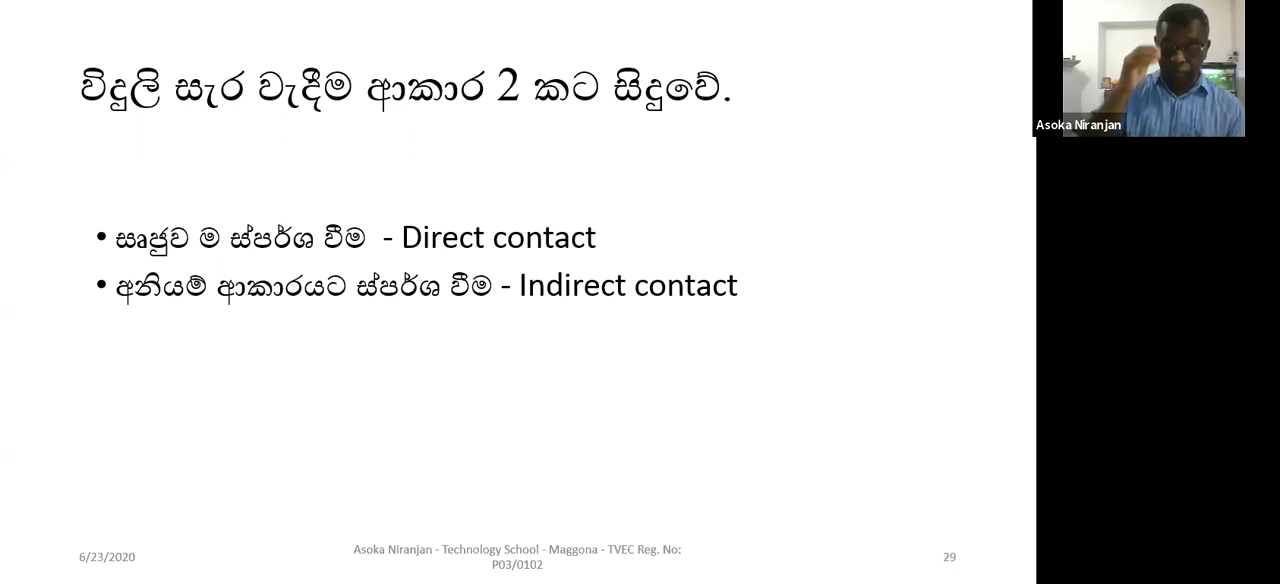 විදුලි සැර වැදීම ආකාර 2 කට සිදුවේ.
• සෘජුව ම ස්පර්ශ වීම - Direct contact
• අනියම් ආකාරයට ස්පර්ශ වීම - Indirect contact
Asoka Niranjan
6/23/2020
Asoka Niranjan - Technology School - Maggona - TVEC Reg. No:
P03/0102
29